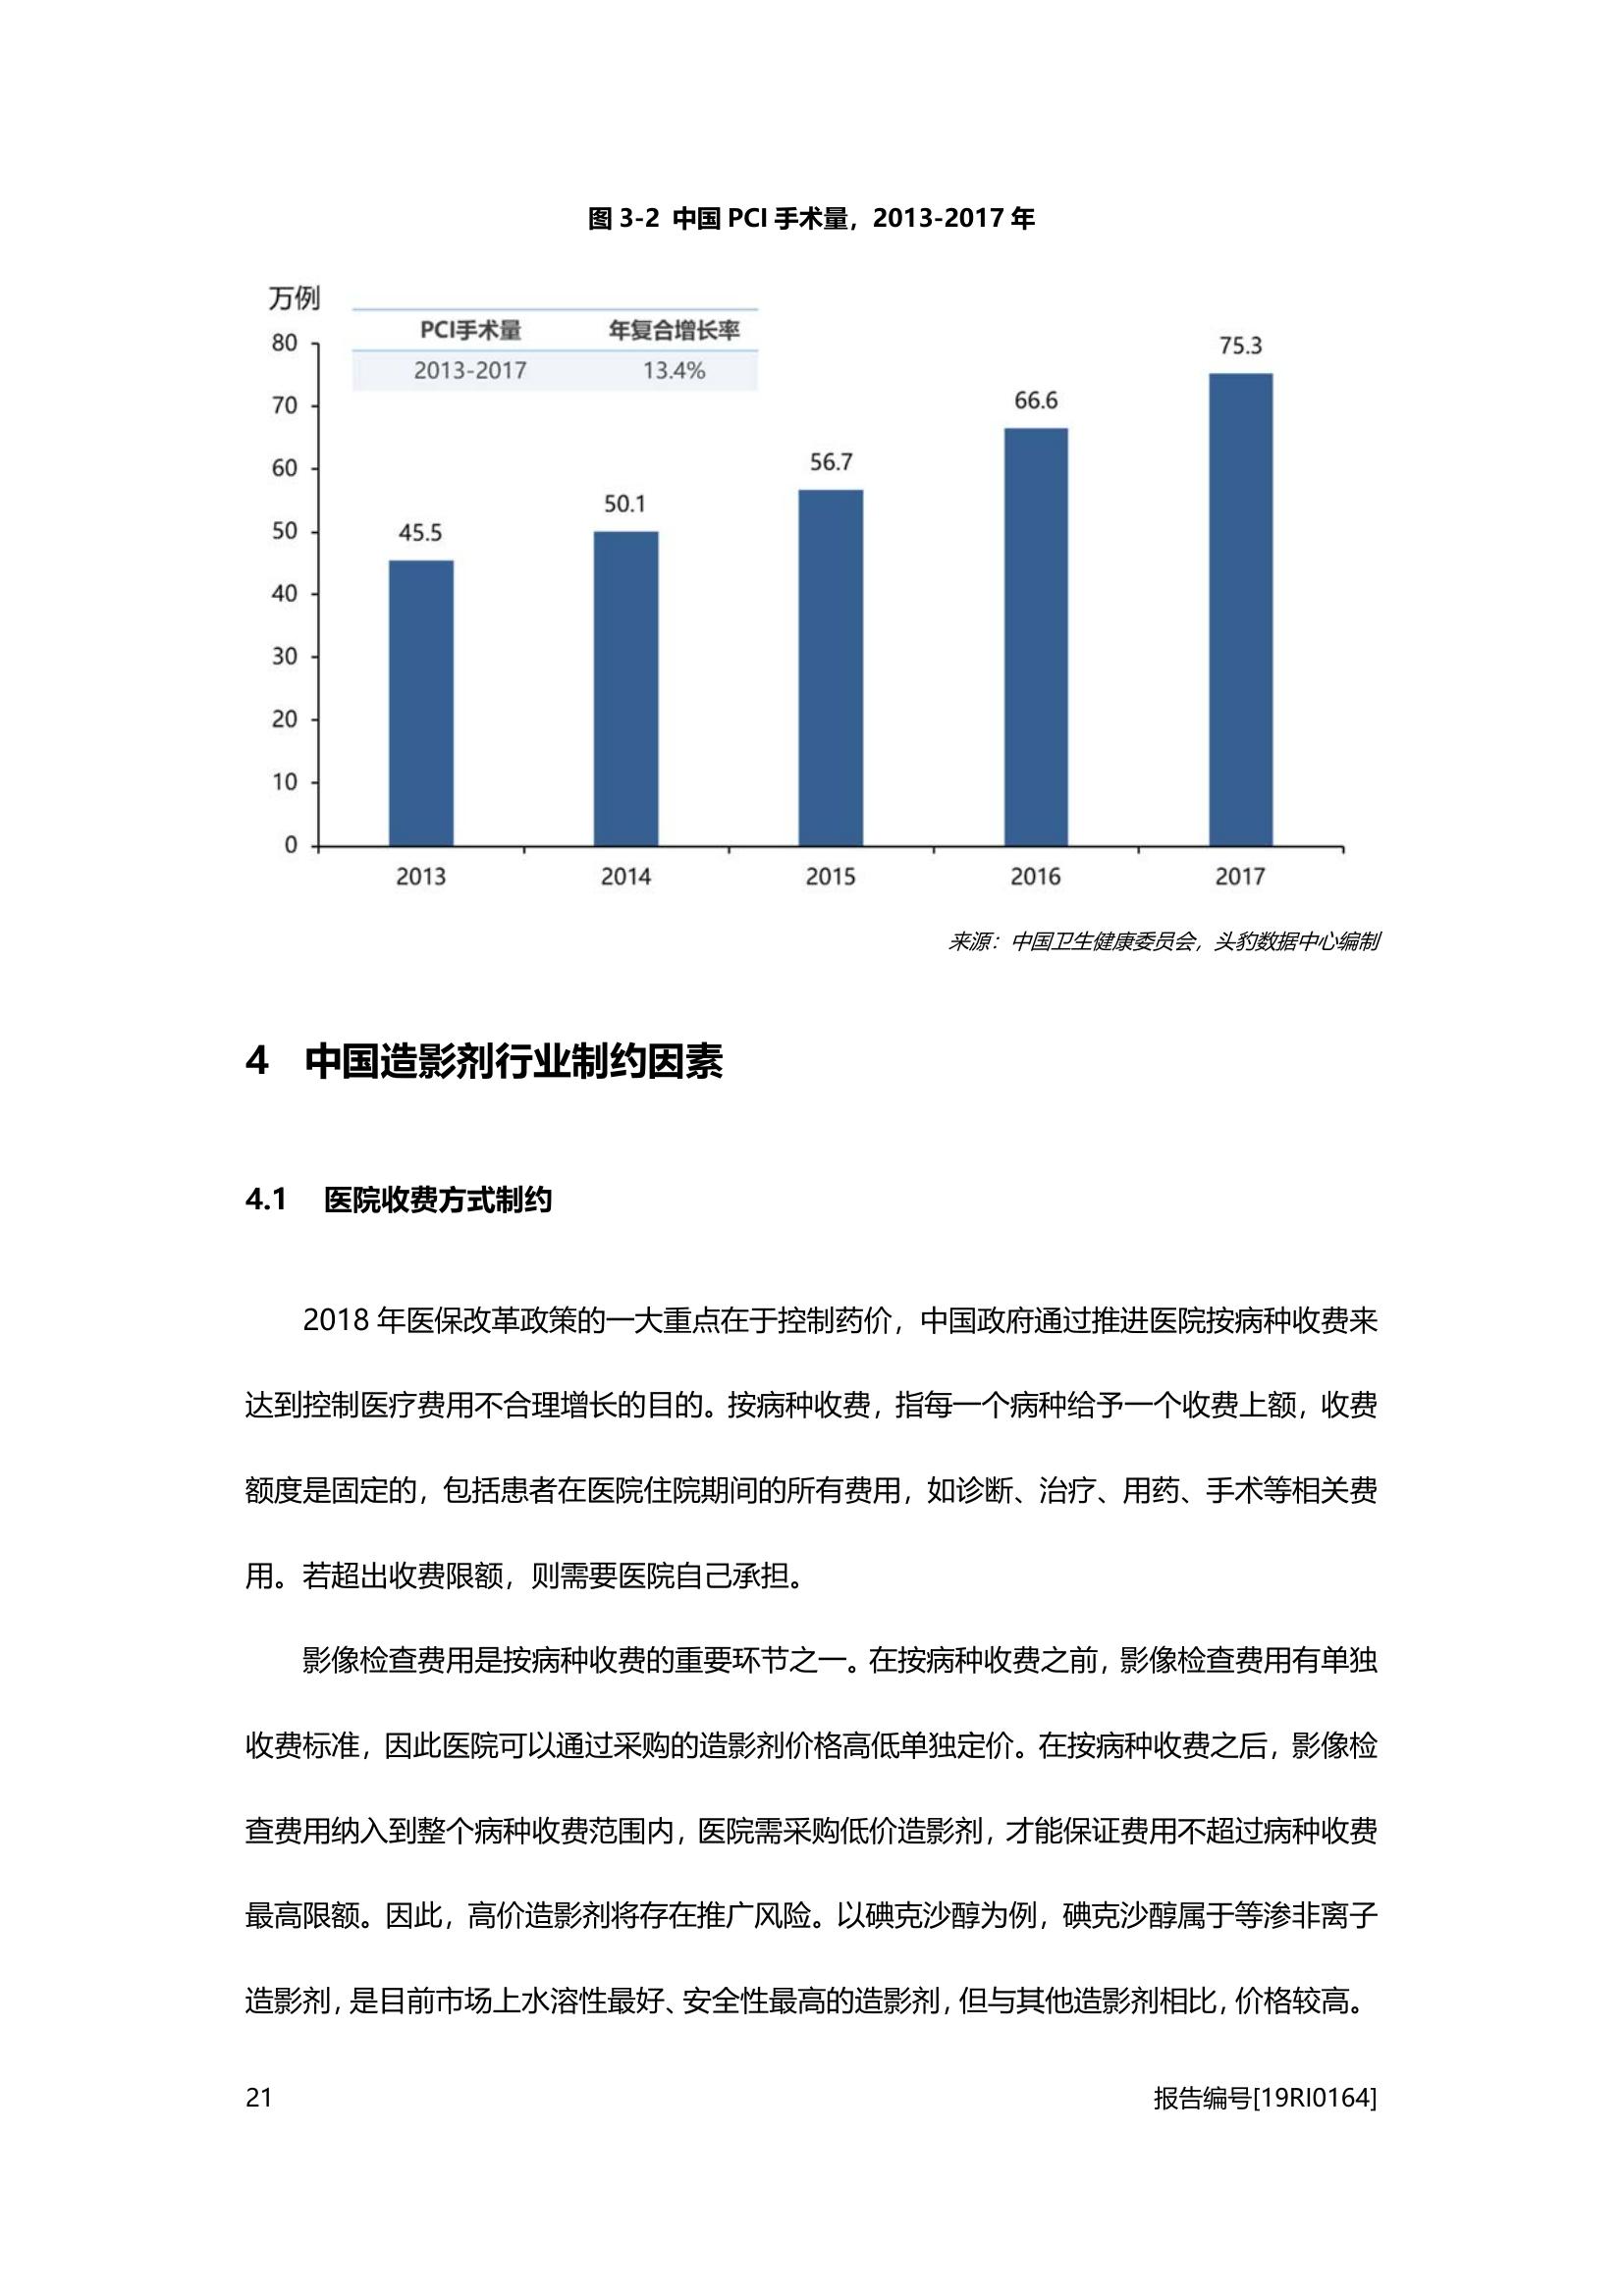 图 3-2 中国 PCI 手术量，2013-2017 年
万例
PCI手术量 年复合增长率
2013-2017 13.4%
80
70
60
50
40
30
20
10
0
45.5
50.1
56.7
66.6
75.3
2013 2014 2015 2016 2017
来源：中国卫生健康委员会，头豹数据中心编制
4 中国造影剂行业制约因素
4.1 医院收费方式制约
2018 年医保改革政策的一大重点在于控制药价，中国政府通过推进医院按病种收费来
达到控制医疗费用不合理增长的目的。按病种收费，指每一个病种给予一个收费上额，收费
额度是固定的，包括患者在医院住院期间的所有费用，如诊断、治疗、用药、手术等相关费
用。若超出收费限额，则需要医院自己承担。
影像检查费用是按病种收费的重要环节之一。在按病种收费之前，影像检查费用有单独
收费标准，因此医院可以通过采购的造影剂价格高低单独定价。在按病种收费之后，影像检
查费用纳入到整个病种收费范围内，医院需采购低价造影剂，才能保证费用不超过病种收费
最高限额。因此，高价造影剂将存在推广风险。以碘克沙醇为例，碘克沙醇属于等渗非离子
造影剂，是目前市场上水溶性最好、安全性最高的造影剂，但与其他造影剂相比，价格较高。
21 报告编号[19RI0164]